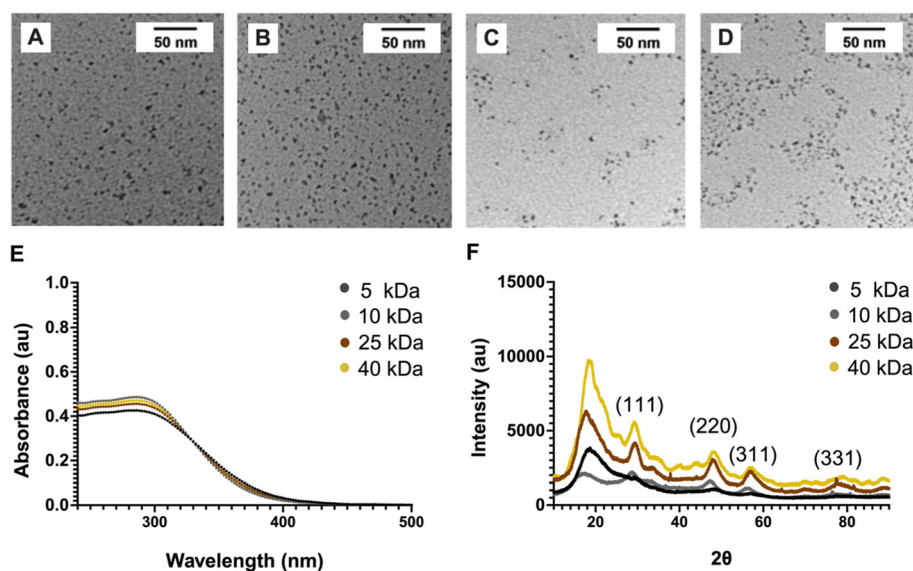 A
50 nm
B
50 nm
C
50 nm
D
50 nm
E
Absorbance (au)
1.0
0.8
0.6
0.4
0.2
0.0
300
400
500
Wavelength (nm)
5 kDa
10 kDa
25 kDa
40 kDa
F
Intensity (au)
15000
10000
5000
0
20
40
60
80
2θ
5 kDa
10 kDa
25 kDa
40 kDa
(111)
(220)
(311)
(331)